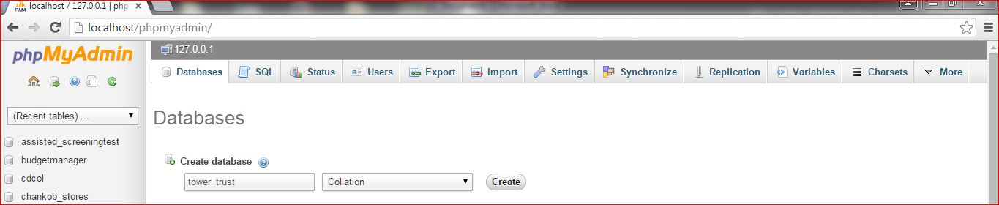 localhost / 127.0.0.1 | php
localhost/phpmyadmin/
phpMyAdmin
127.0.0.1
Databases SQL Status Users Export Import Settings Synchronize Replication Variables Charsets More
(Recent tables) ...
Databases
assisted_screeningtest
budgetmanager
Create database
cdcol
tower_trust Collation Create
chankob_stores